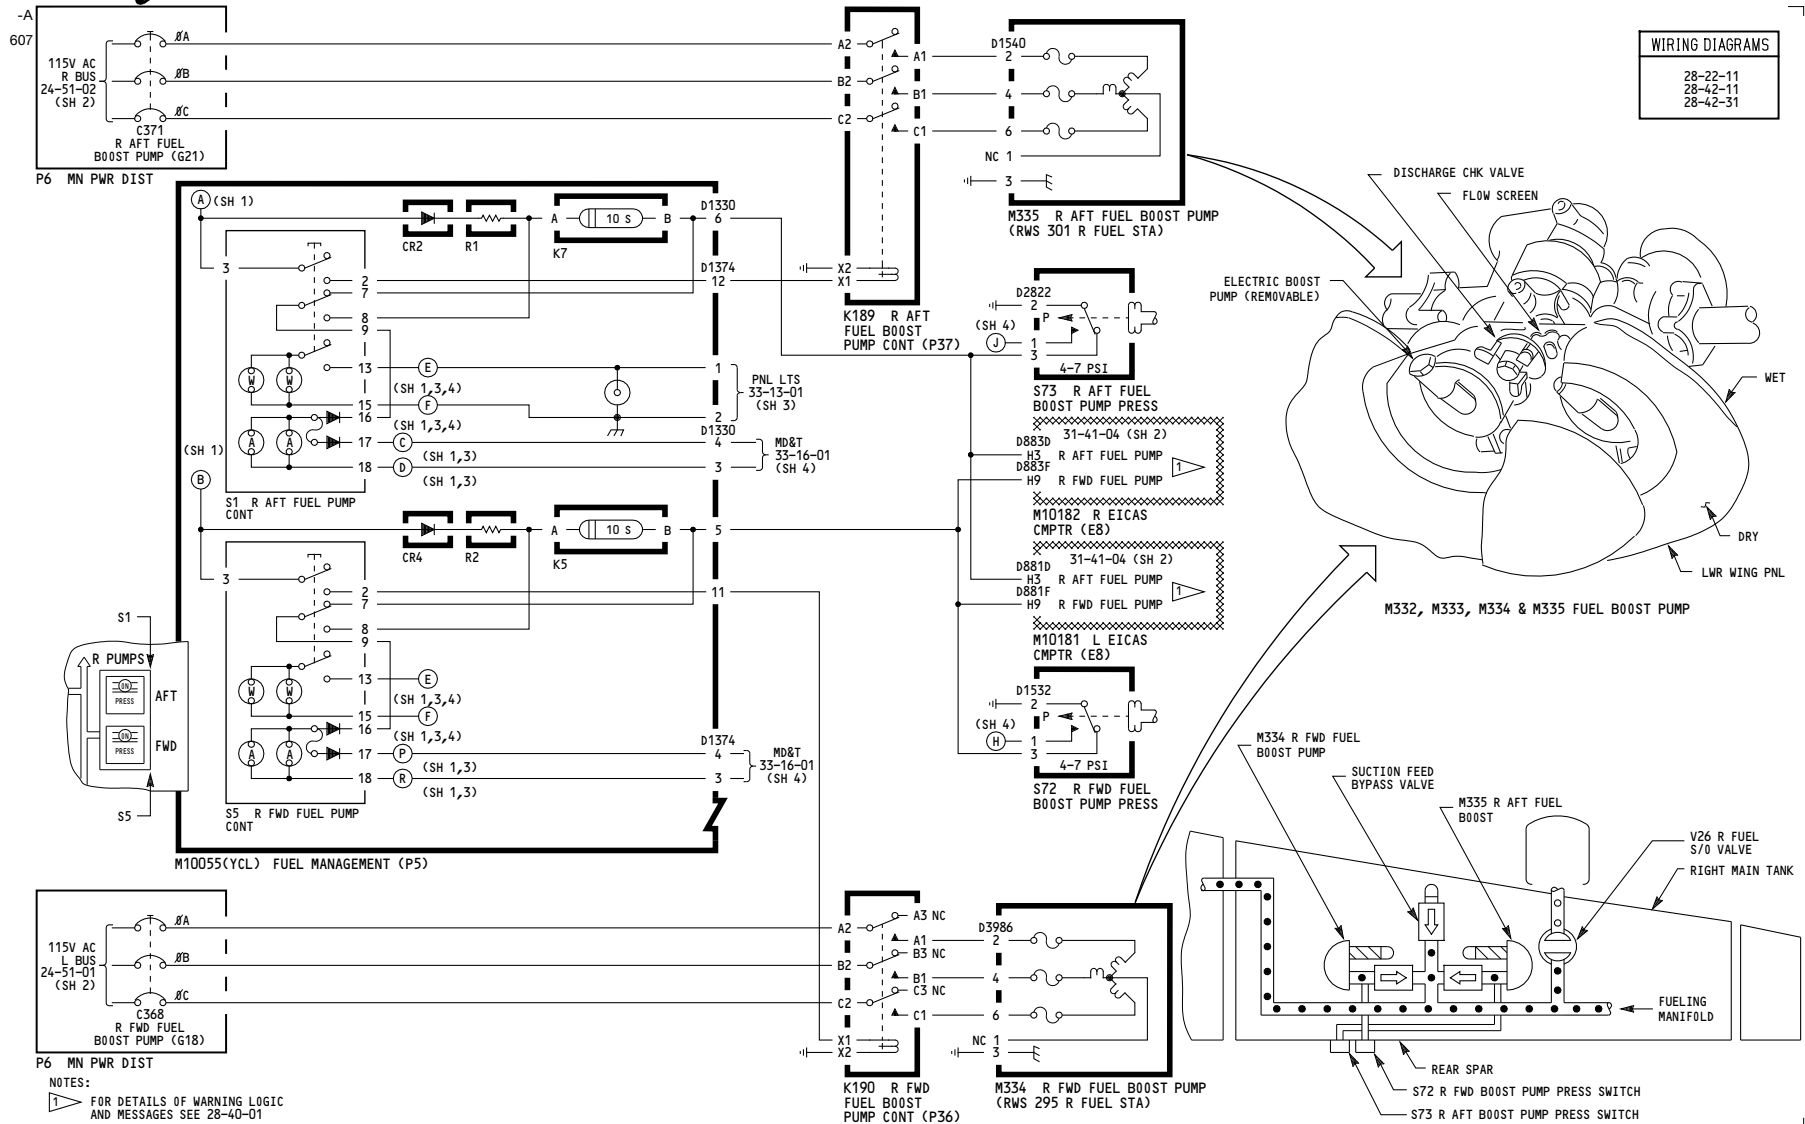 -A
607
115V AC
R BUS
24-51-02
(SH 2)
ØA
ØB
ØC
C371
R AFT FUEL
BOOST PUMP (G21)
P6 MN PWR DIST
A2
B2
C2
A1
B1
C1
X2
X1
K189 R AFT
FUEL BOOST
PUMP CONT (P37)
D1540
2
4
6
NC 1
3
M335 R AFT FUEL BOOST PUMP
(RWS 301 R FUEL STA)
WIRING DIAGRAMS
28-22-11
28-42-11
28-42-31
A (SH 1)
CR2
R1
A 10 S B
K7
D1330
6
D1374
12
3
2
7
8
9
13
15
16
17
18
W W
A A
E
(SH 1,3,4)
F
(SH 1,3,4)
C
(SH 1,3)
D
(SH 1,3)
1
2
PNL LTS
33-13-01
(SH 3)
D1330
4
3
MD&T
33-16-01
(SH 4)
S1 R AFT FUEL PUMP
CONT
(SH 1)
B
CR4
R2
A 10 S B
K5
5
11
3
2
7
8
9
13
15
16
17
18
W W
A A
E
(SH 1,3,4)
F
(SH 1,3,4)
P
(SH 1,3)
R
(SH 1,3)
D1374
4
3
MD&T
33-16-01
(SH 4)
S5 R FWD FUEL PUMP
CONT
S1
R PUMPS
ON
PRESS
AFT
ON
PRESS
FWD
S5
M10055(YCL) FUEL MANAGEMENT (P5)
D2822
2
P
(SH 4)
J
1
3
4-7 PSI
S73 R AFT FUEL
BOOST PUMP PRESS
31-41-04 (SH 2)
D883D
H3 R AFT FUEL PUMP
D883F
H9 R FWD FUEL PUMP
1
M10182 R EICAS
CMPTR (E8)
31-41-04 (SH 2)
D881D
H3 R AFT FUEL PUMP
D881F
H9 R FWD FUEL PUMP
1
M10181 L EICAS
CMPTR (E8)
D1532
2
P
(SH 4)
H
1
3
4-7 PSI
S72 R FWD FUEL
BOOST PUMP PRESS
DISCHARGE CHK VALVE
FLOW SCREEN
ELECTRIC BOOST
PUMP (REMOVABLE)
WET
DRY
LWR WING PNL
M332, M333, M334 & M335 FUEL BOOST PUMP
115V AC
L BUS
24-51-01
(SH 2)
ØA
ØB
ØC
C368
R FWD FUEL
BOOST PUMP (G18)
P6 MN PWR DIST
A3 NC
A2
A1
B3 NC
B2
B1
C3 NC
C2
C1
X1
X2
K190 R FWD
FUEL BOOST
PUMP CONT (P36)
D3986
2
4
6
NC 1
3
M334 R FWD FUEL BOOST PUMP
(RWS 295 R FUEL STA)
M334 R FWD FUEL
BOOST PUMP
SUCTION FEED
BYPASS VALVE
M335 R AFT FUEL
BOOST
V26 R FUEL
S/O VALVE
RIGHT MAIN TANK
FUELING
MANIFOLD
REAR SPAR
S72 R FWD BOOST PUMP PRESS SWITCH
S73 R AFT BOOST PUMP PRESS SWITCH
NOTES:
1 FOR DETAILS OF WARNING LOGIC
AND MESSAGES SEE 28-40-01